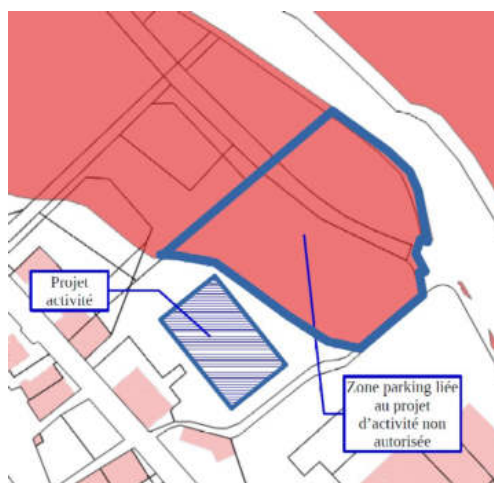 Projet
activité
Zone parking liée
au projet
d'activité non
autorisée